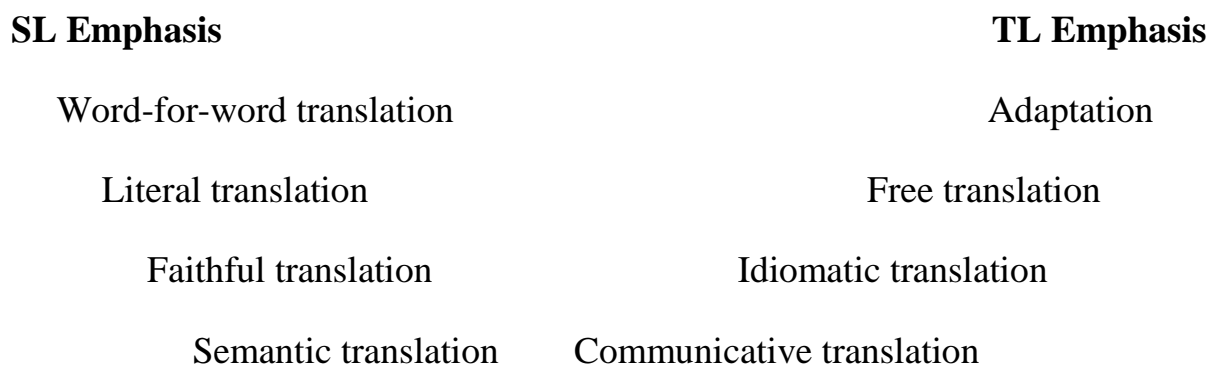 SL Emphasis TL Emphasis
Word-for-word translation Adaptation
Literal translation Free translation
Faithful translation Idiomatic translation
Semantic translation Communicative translation